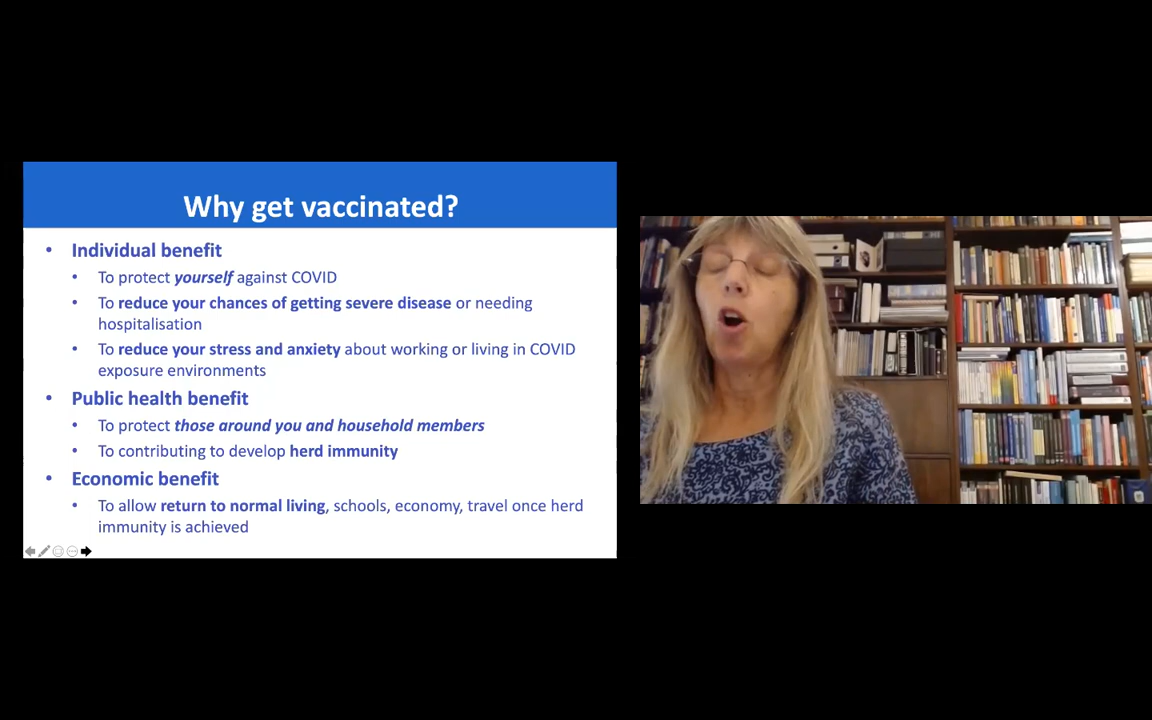 Why get vaccinated?
• Individual benefit
• To protect yourself against COVID
• To reduce your chances of getting severe disease or needing
hospitalisation
• To reduce your stress and anxiety about working or living in COVID
exposure environments
• Public health benefit
• To protect those around you and household members
• To contributing to develop herd immunity
• Economic benefit
• To allow return to normal living, schools, economy, travel once herd
immunity is achieved